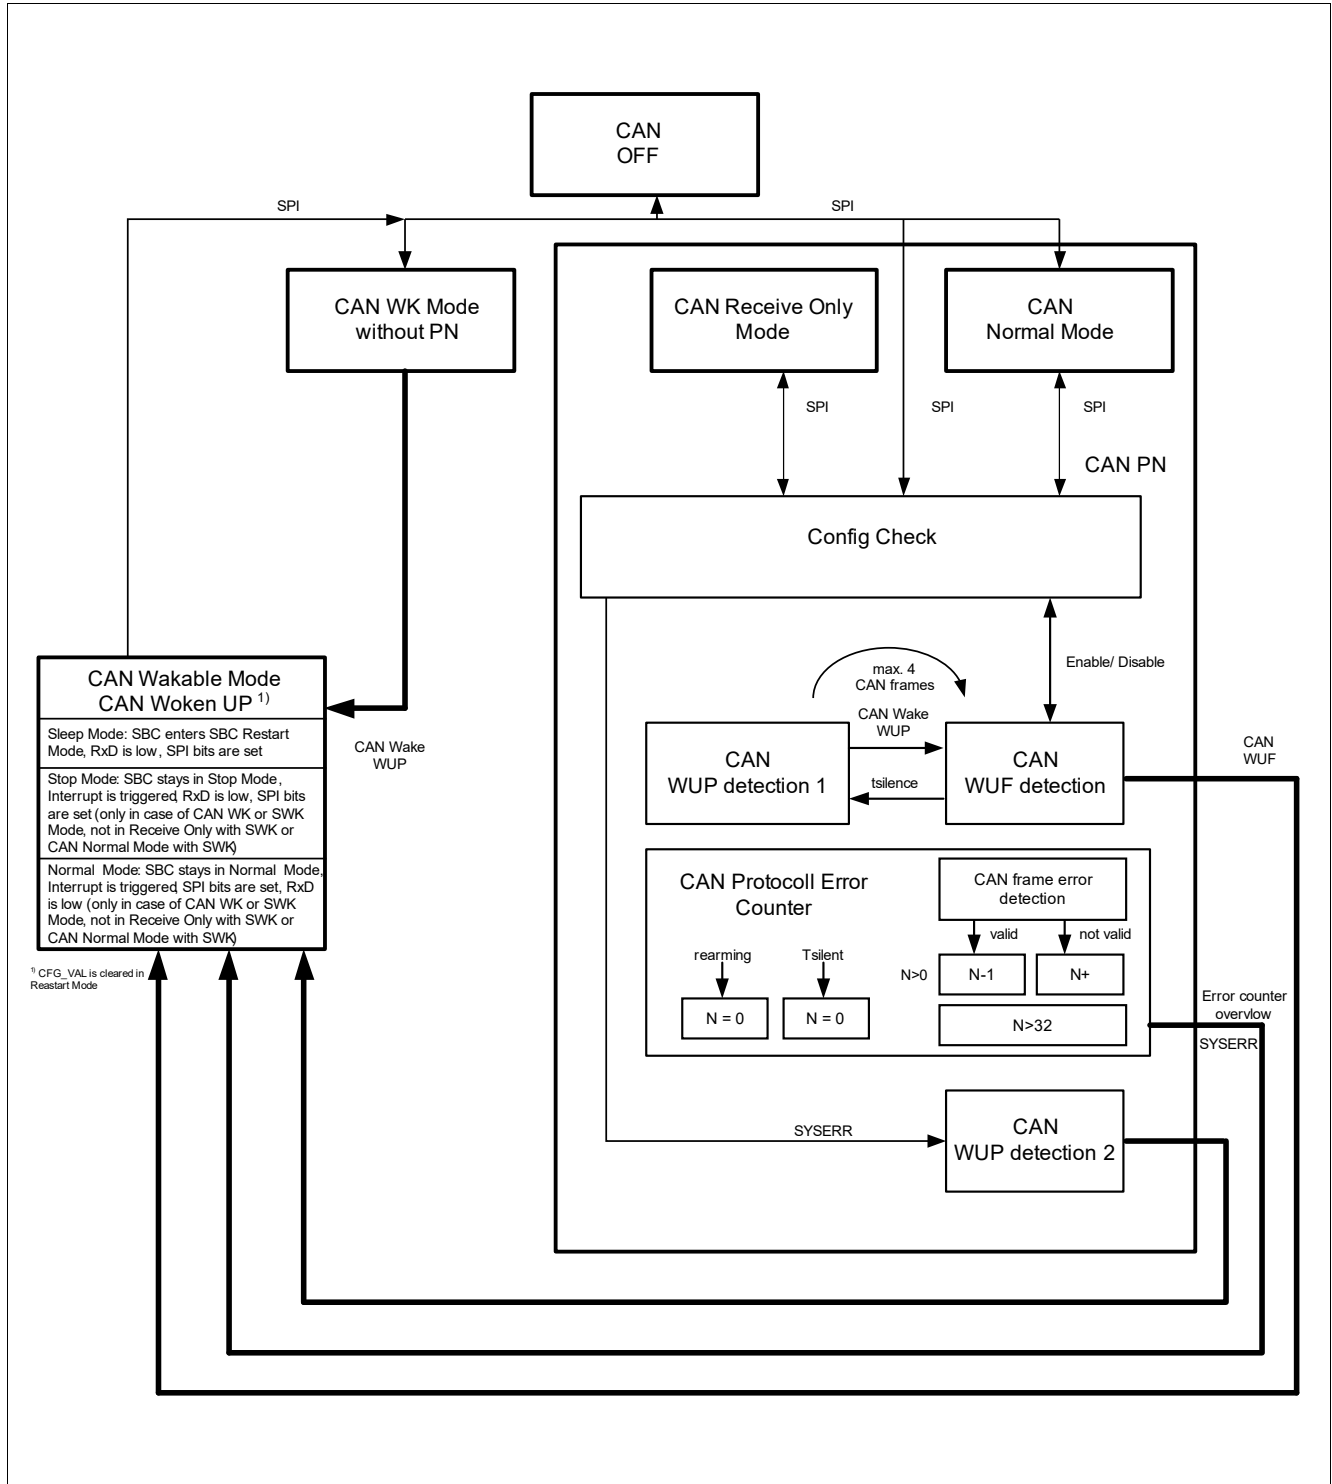 CAN
OFF
SPI
SPI
CAN WK Mode
without PN
CAN Receive Only
Mode
CAN
Normal Mode
SPI
SPI
SPI
CAN PN
Config Check
Enable/ Disable
max. 4
CAN frames
CAN Wake
WUP
CAN
WUP detection 1
tsilence
CAN
WUF detection
CAN
WUF
CAN Wakable Mode
CAN Woken UP 1)
Sleep Mode: SBC enters SBC Restart
Mode, RxD is low, SPI bits are set
Stop Mode: SBC stays in Stop Mode,
Interrupt is triggered, RxD is low, SPI bits
are set (only in case of CAN WK or SWK
Mode, not in Receive Only with SWK or
CAN Normal Mode with SWK)
Normal Mode: SBC stays in Normal Mode,
Interrupt is triggered, SPI bits are set, RxD
is low (only in case of CAN WK or SWK
Mode, not in Receive Only with SWK or
CAN Normal Mode with SWK)
1) CFG_VAL is cleared in
Reastart Mode
CAN Wake
WUP
CAN Protocoll Error
Counter
CAN frame error
detection
valid
not valid
rearming
Tsilent
N>0
N-1
N+
N = 0
N = 0
N>32
Error counter
overvlow
SYSERR
SYSERR
CAN
WUP detection 2